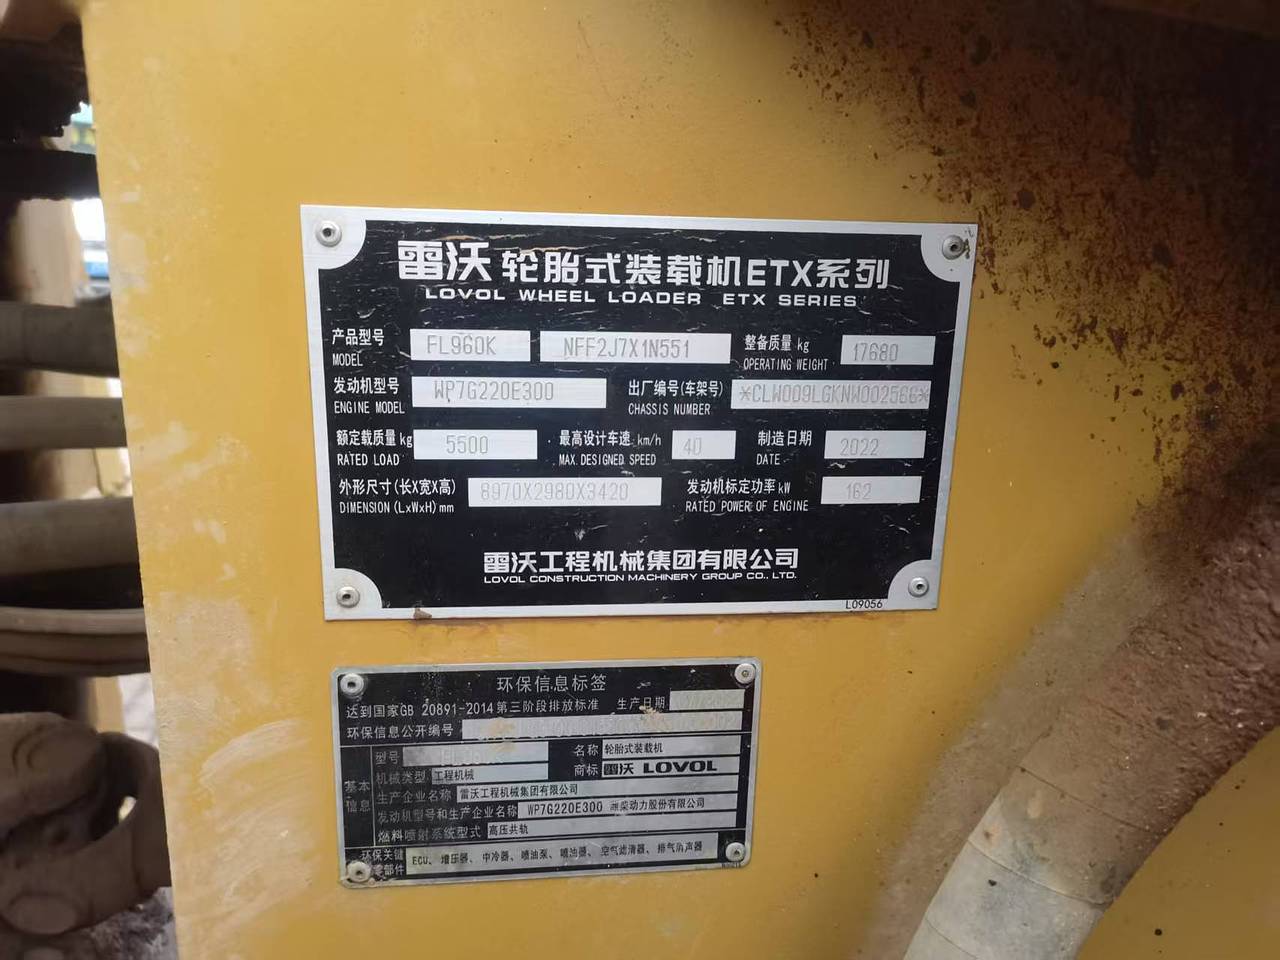 雷沃 轮胎式装载机ETX系列
LOVOL WHEEL LOADER ETX SERIES
产品型号 FL960K NFF2J7X1N551 整备质量 kg 17680
MODEL OPERATING WEIGHT
发动机型号 WP7G220E300 出厂编号(车架号) *CLW009LGKNW002566*
ENGINE MODEL CHASSIS NUMBER
额定载质量 kg 5500 最高设计车速 km/h 40 制造日期 2022
RATED LOAD MAX.DESIGNED SPEED DATE
外形尺寸(长X宽X高) 8970X2980X3420 发动机标定功率 kW 162
DIMENSION (LxWxH) mm RATED POWER OF ENGINE
雷沃工程机械集团有限公司
LOVOL CONSTRUCTION MACHINERY GROUP CO., LTD.
L09056
环保信息标签
达到国家GB 20891-2014 第三阶段排放标准 生产日期
环保信息公开编号
基本信息
型号 名称 轮胎式装载机
机械类型 工程机械 商标 雷沃 LOVOL
生产企业名称 雷沃工程机械集团有限公司
发动机型号和生产企业名称 WP7G220E300 潍柴动力股份有限公司
燃料喷射系统型式 高压共轨
环保关键零部件 ECU、增压器、中冷器、喷油泵、喷油器、空气滤清器、排气消声器